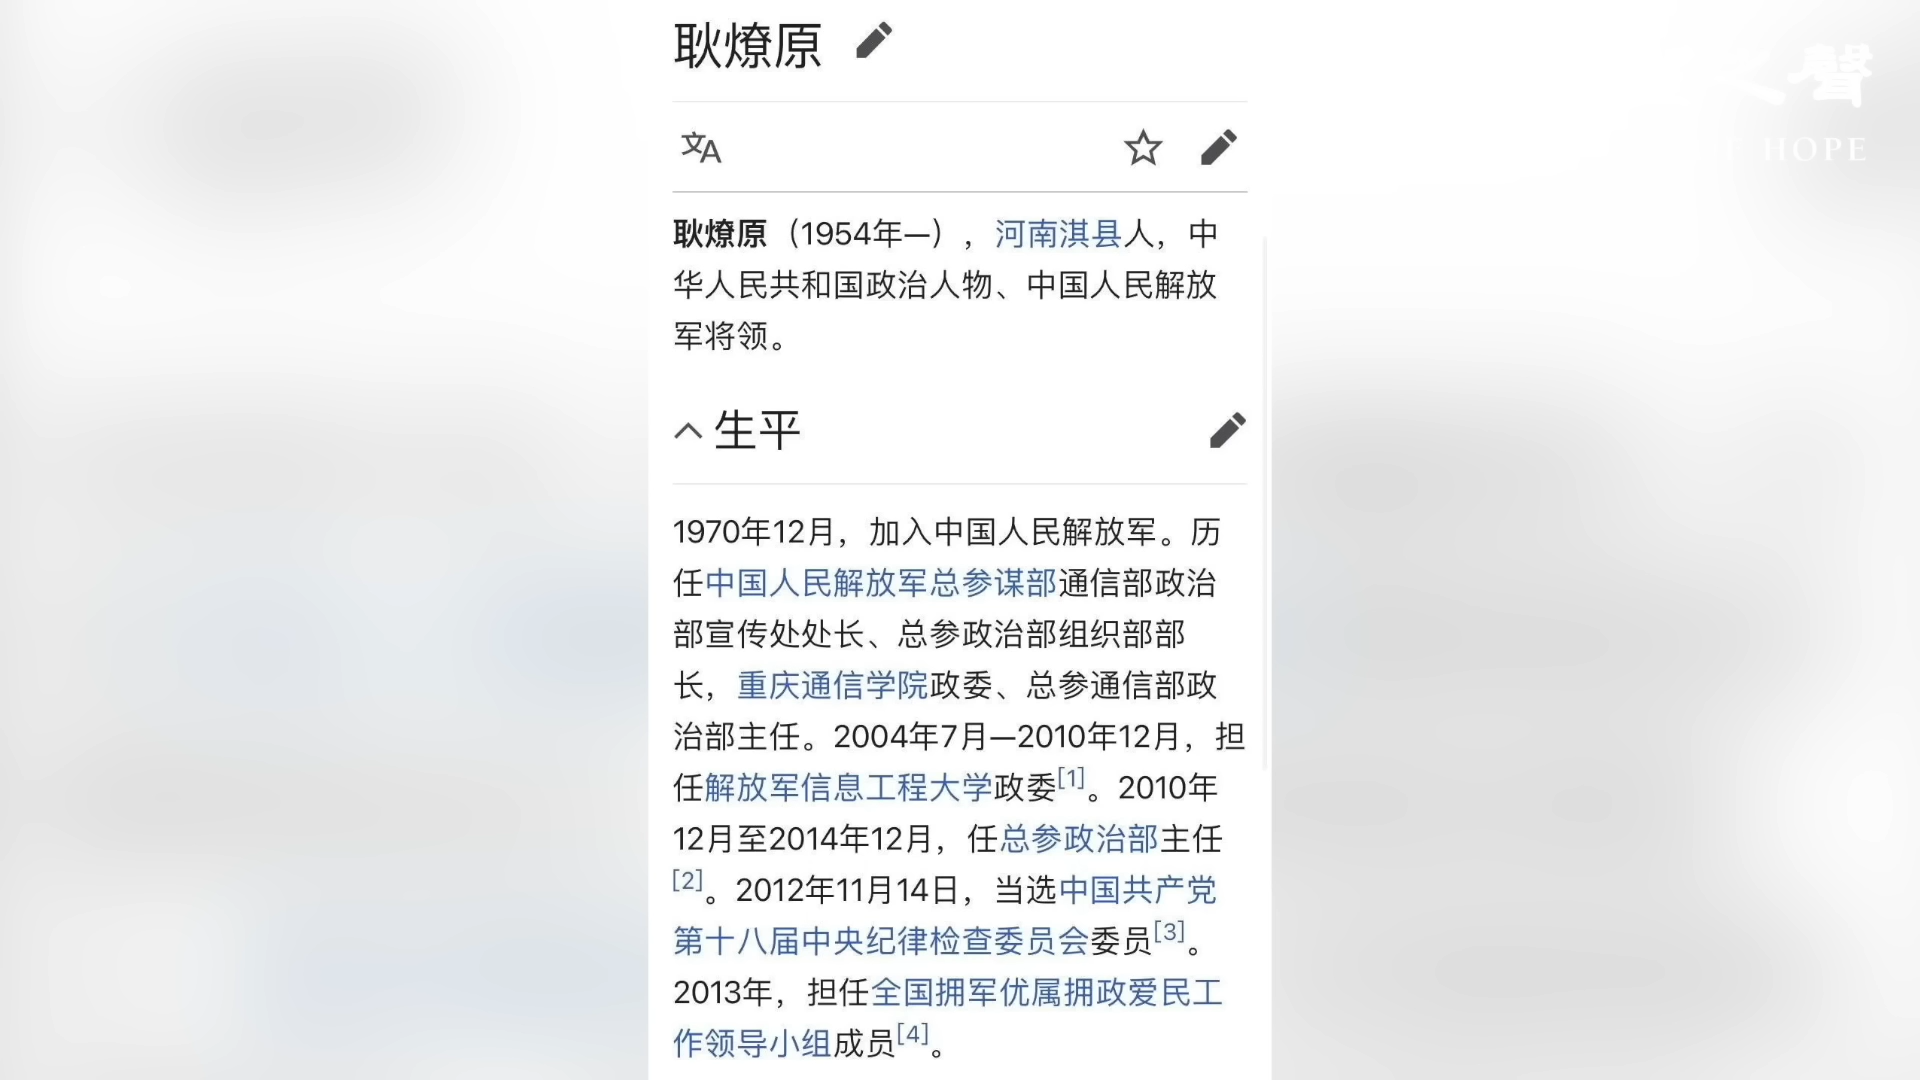 耿燎原
之聲
HOPE
耿燎原（1954年—），河南淇县人，中
华人民共和国政治人物、中国人民解放
军将领。
生平
1970年12月，加入中国人民解放军。历
任中国人民解放军总参谋部通信部政治
部宣传处处长、总参政治部组织部部
长，重庆通信学院政委、总参通信部政
治部主任。2004年7月—2010年12月，担
任解放军信息工程大学政委[1]。2010年
12月至2014年12月，任总参政治部主任
[2]。2012年11月14日，当选中国共产党
第十八届中央纪律检查委员会委员[3]。
2013年，担任全国拥军优属拥政爱民工
作领导小组成员[4]。